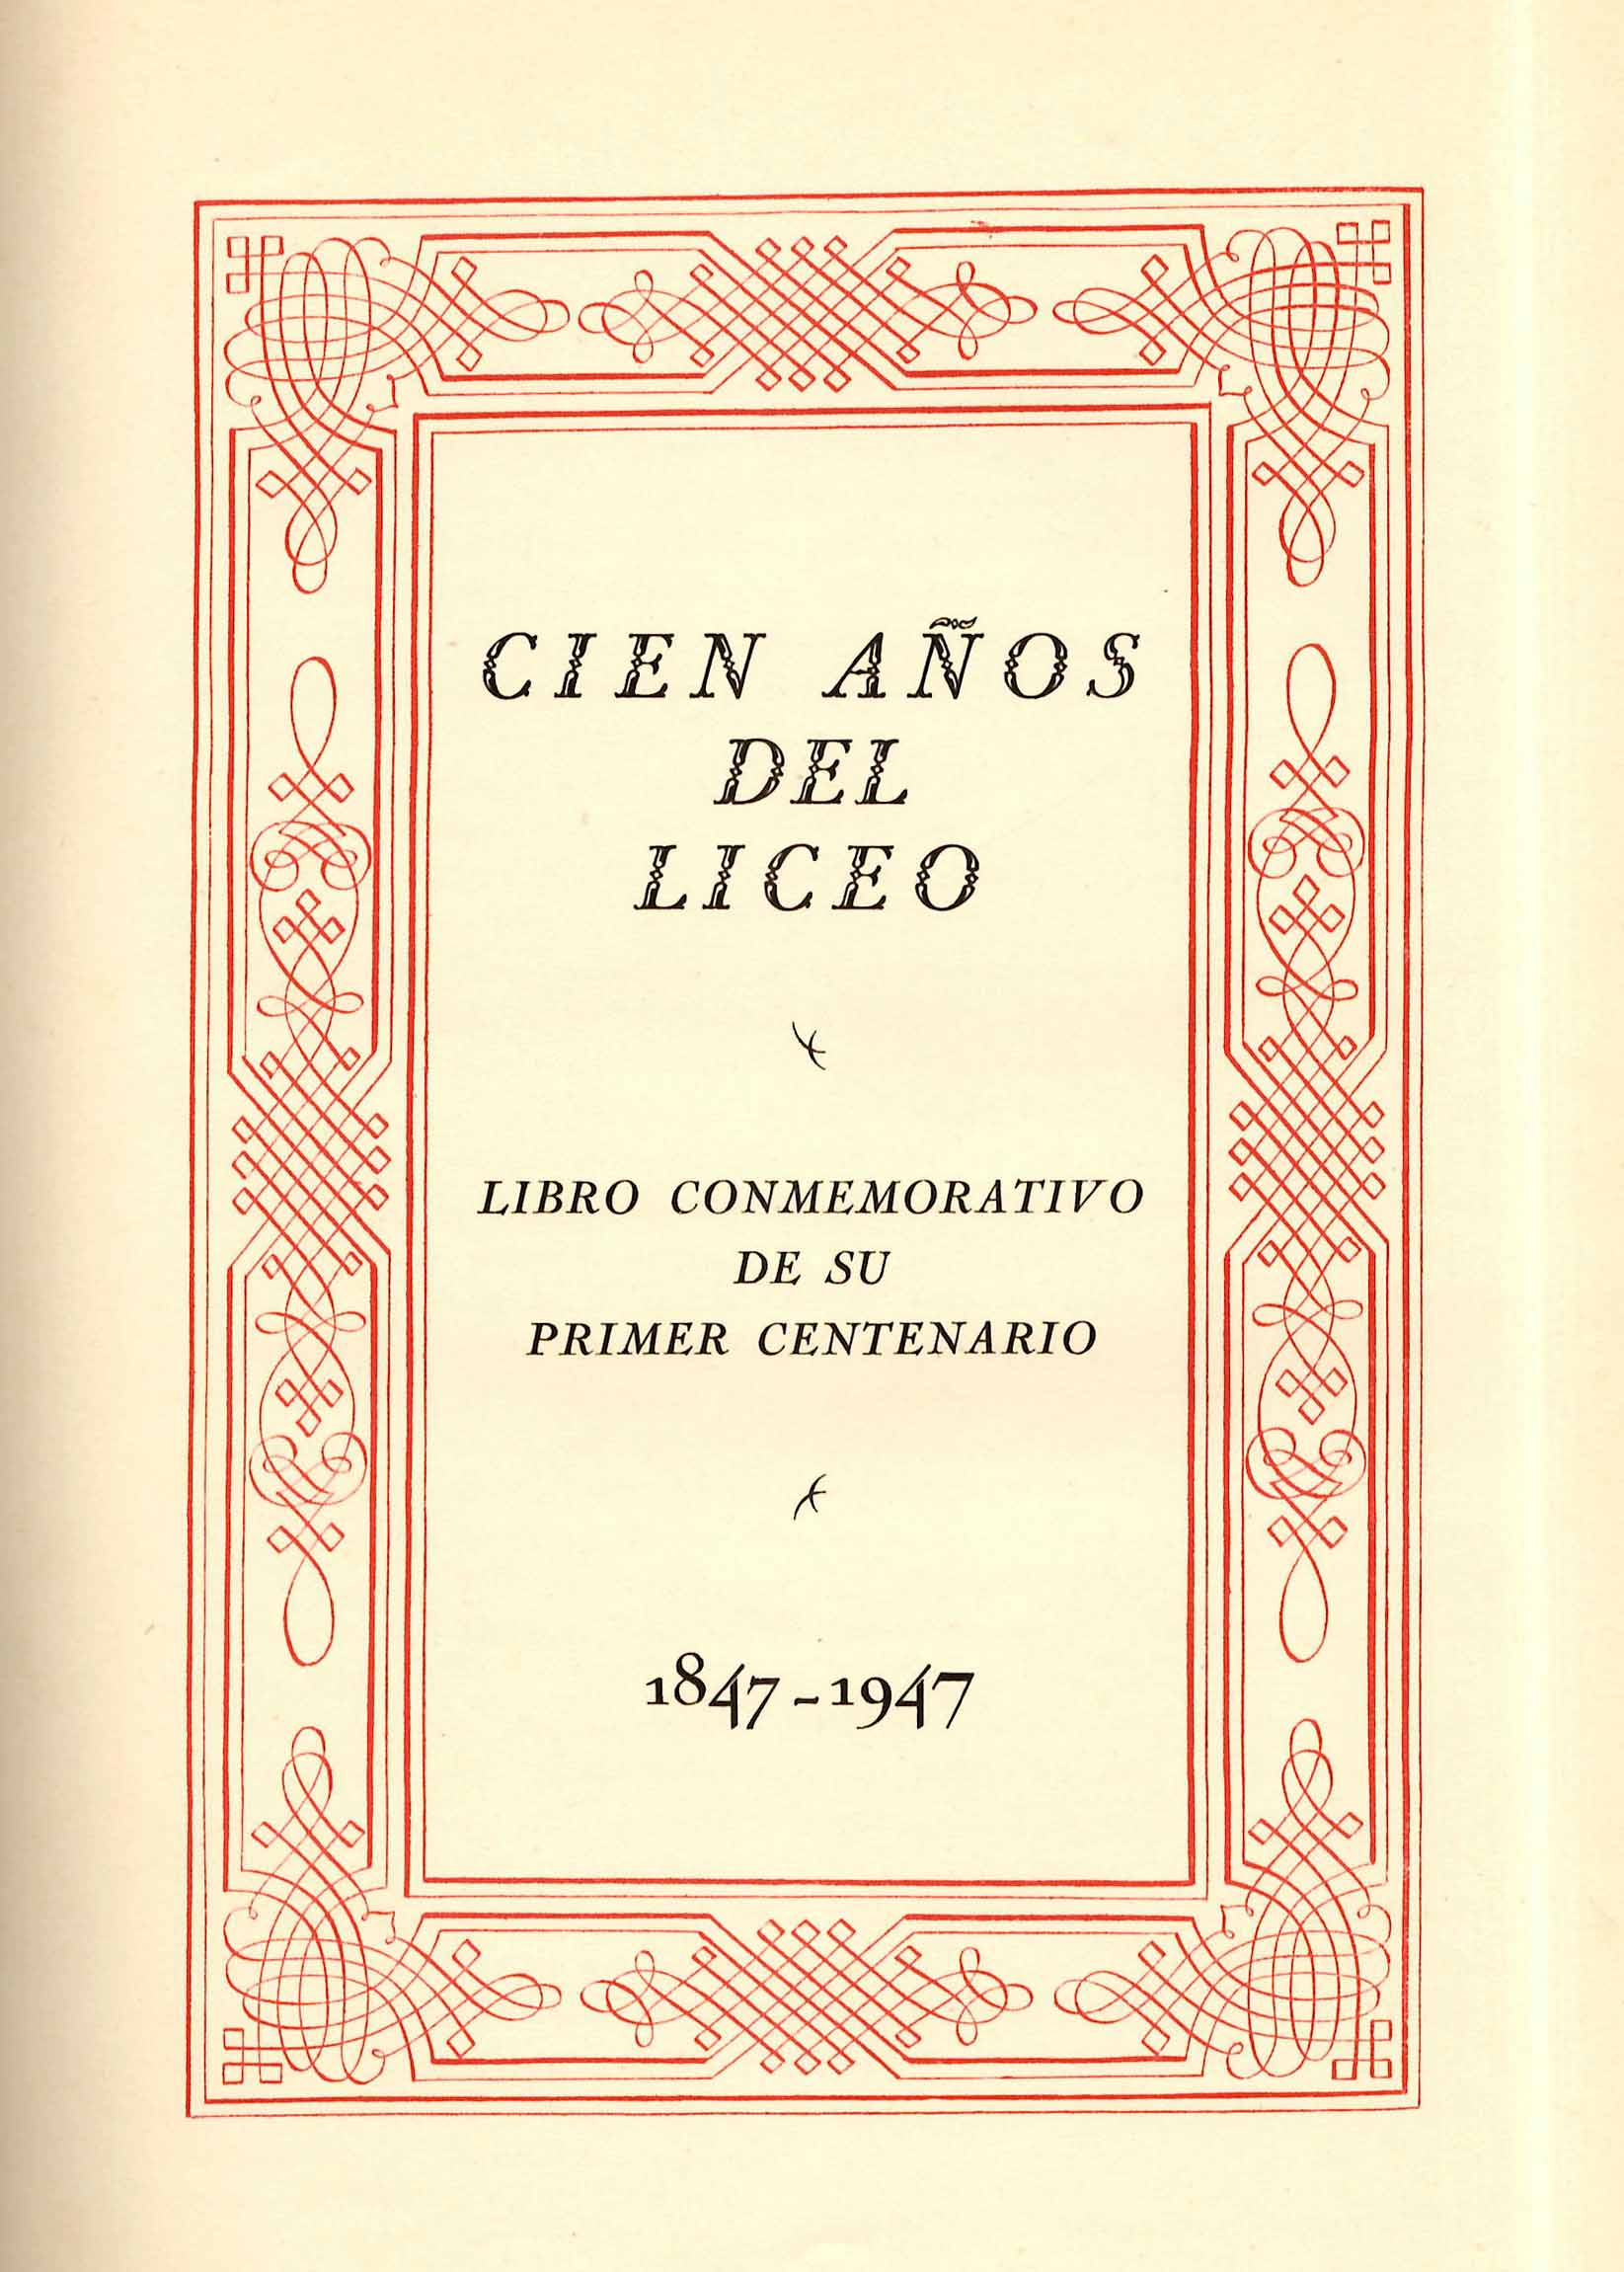 CIEN AÑOS
DEL
LICEO
LIBRO CONMEMORATIVO
DE SU
PRIMER CENTENARIO
1847-1947